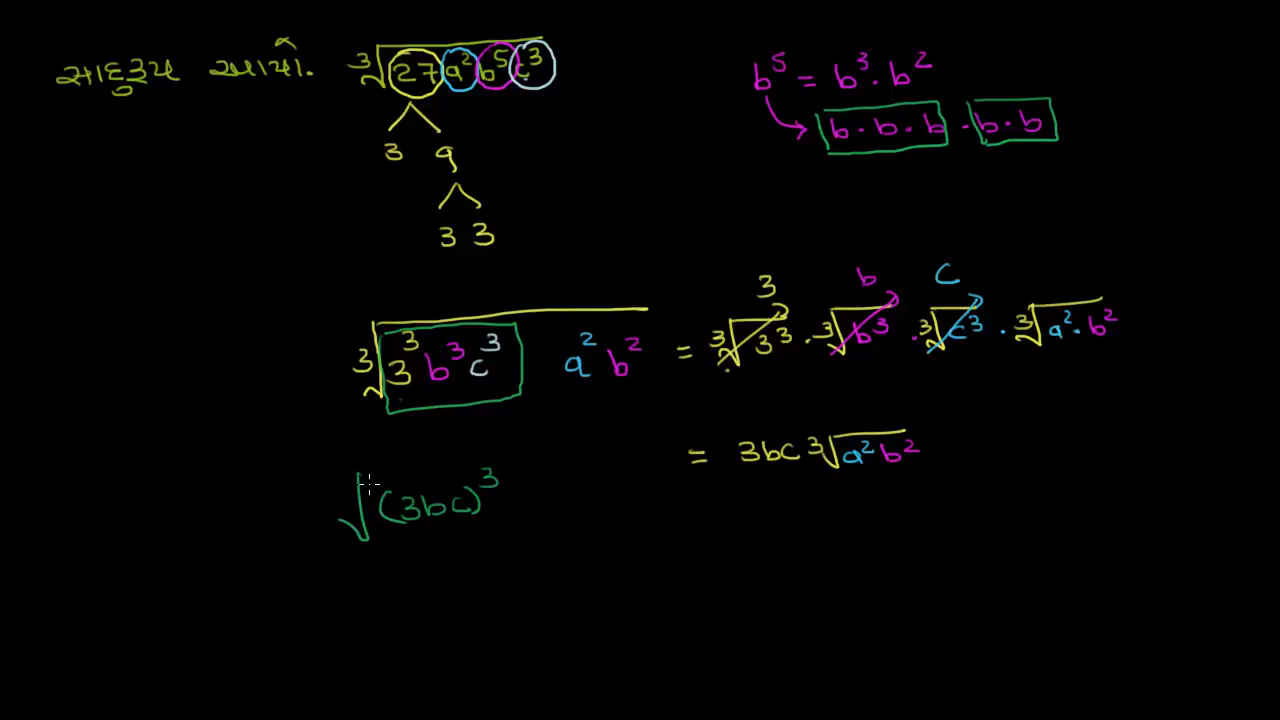 સાદુરૂપ આપો. ∛(27a²b⁵c³)
3 9
3 3
b⁵ = b³ · b²
b · b · b · b · b
∛(3³b³c³ a²b²) = ∛3³ · ∛b³ · ∛c³ · ∛(a² · b²)
3 b c
= 3bc ∛(a²b²)
√(3bc)³